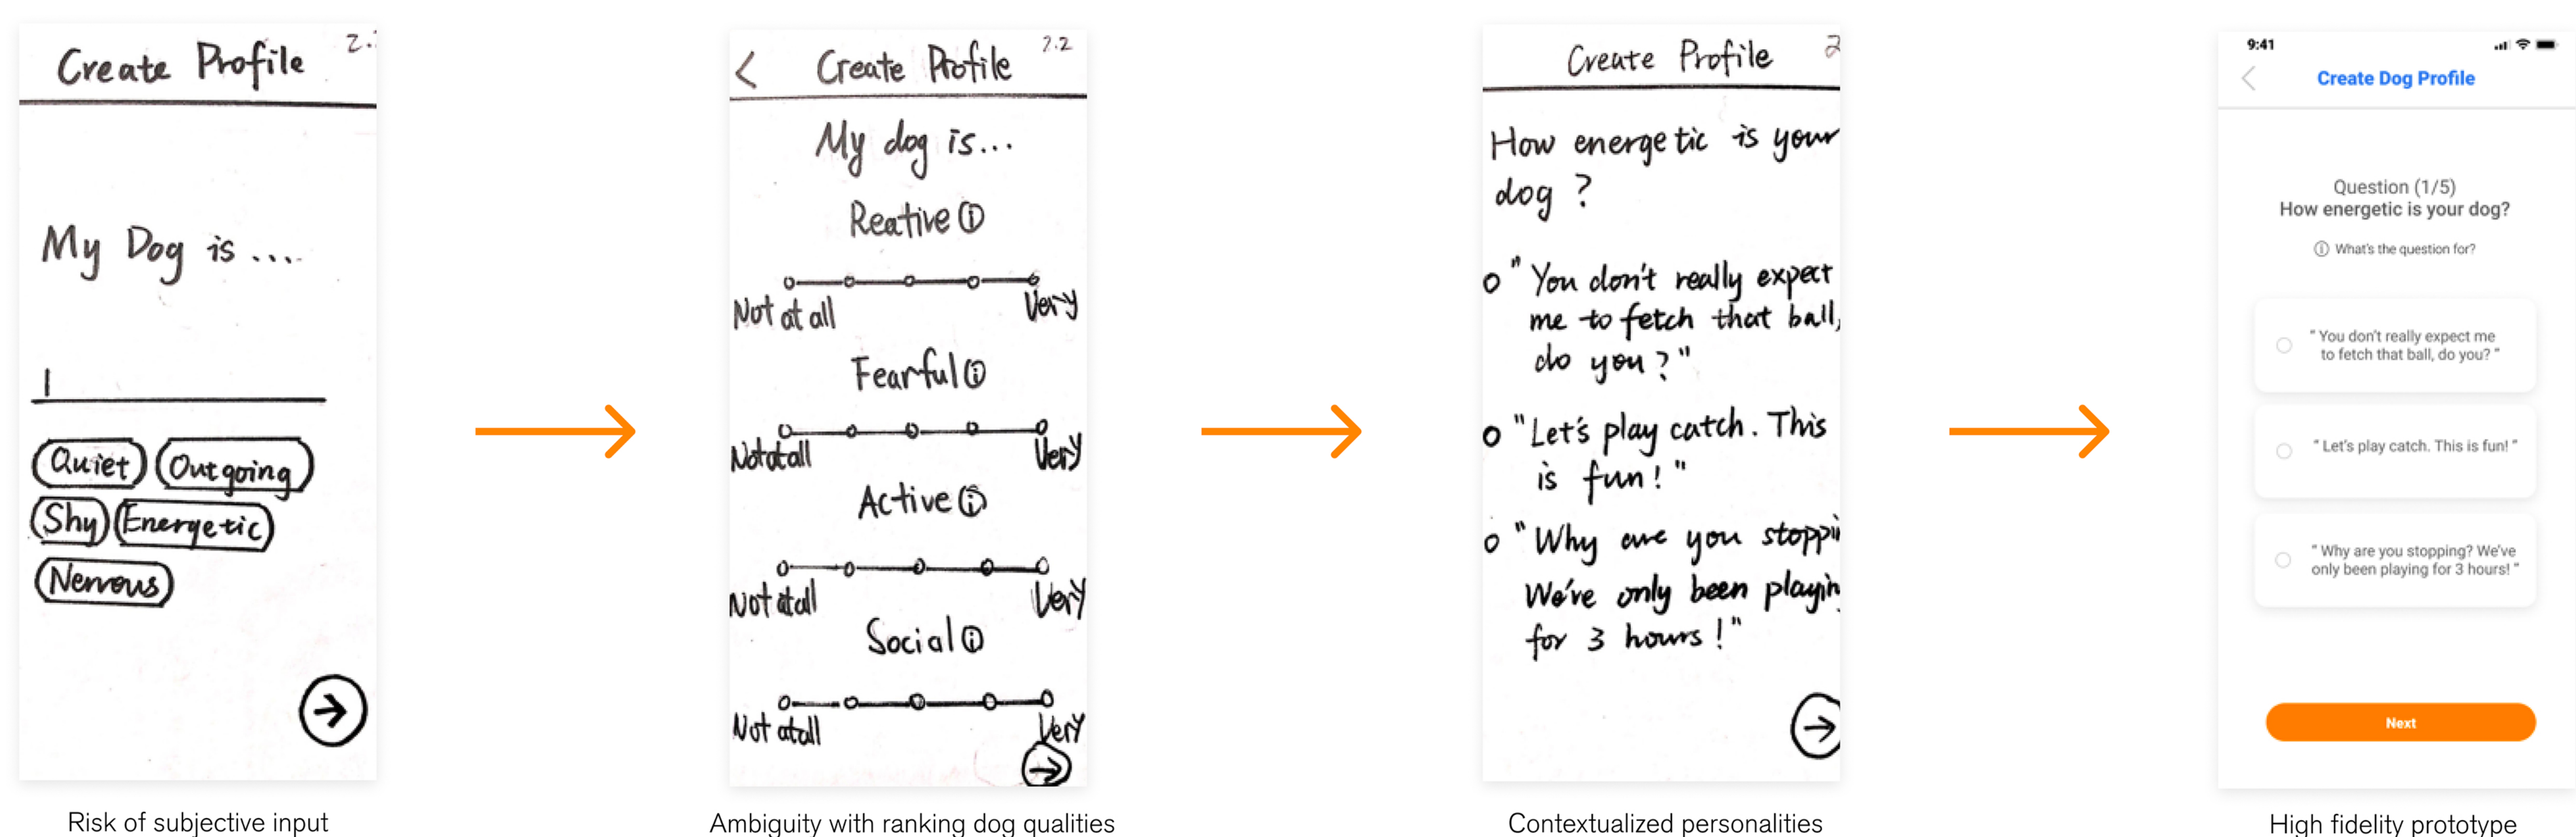 Create Profile
2.
My Dog is ...
Quiet Outgoing
Shy Energetic
Nervous
Risk of subjective input
< Create Profile
2.2
My dog is...
Reative i
Not at all Very
Fearful i
Not at all Very
Active i
Not at all Very
Social i
Not at all Very
Ambiguity with ranking dog qualities
Create Profile
2
How energetic is your
dog ?
"You don't really expect
me to fetch that ball,
do you?"
"Let's play catch. This
is fun!"
"Why are you stoppin
We've only been playin
for 3 hours!"
Contextualized personalities
9:41
Create Dog Profile
Question (1/5)
How energetic is your dog?
i What's the question for?
" You don't really expect me
to fetch that ball, do you? "
" Let's play catch. This is fun! "
" Why are you stopping? We've
only been playing for 3 hours! "
Next
High fidelity prototype